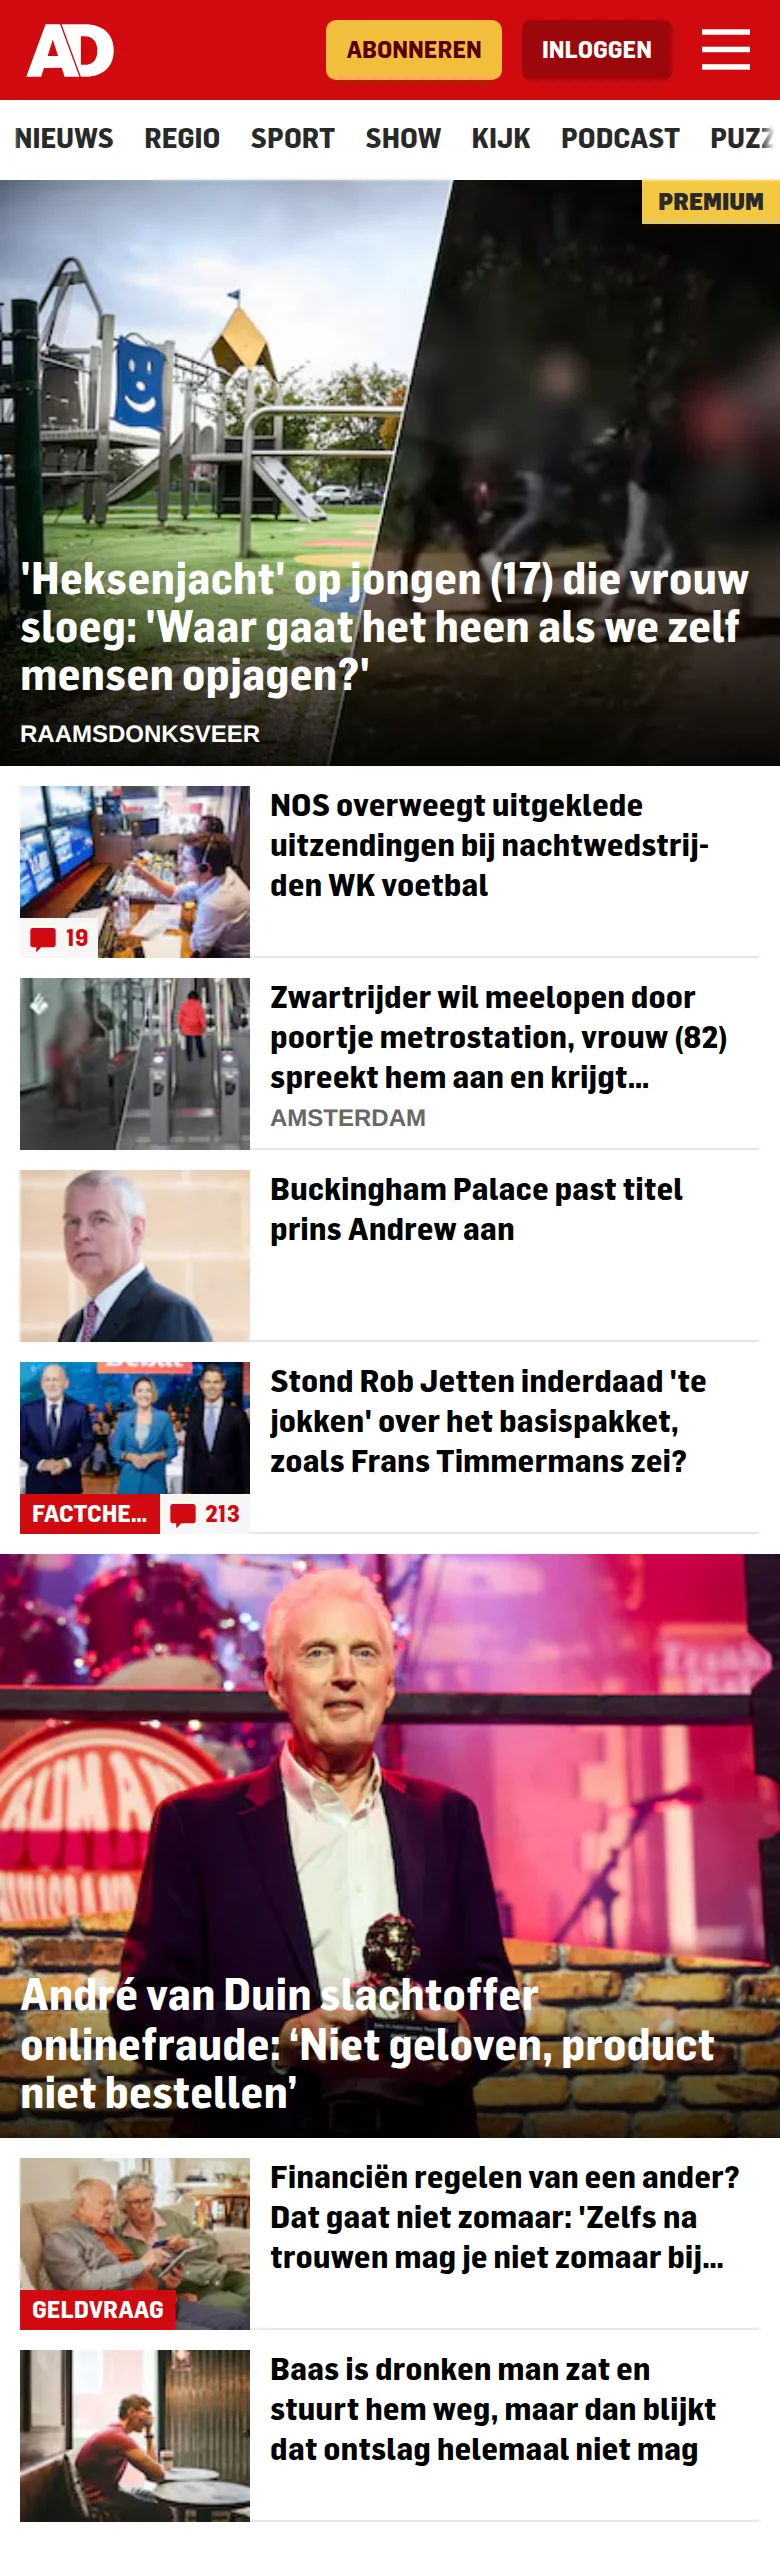 AD
ABONNEREN
INLOGGEN
NIEUWS REGIO SPORT SHOW KIJK PODCAST PUZZ
PREMIUM
'Heksenjacht' op jongen (17) die vrouw
sloeg: 'Waar gaat het heen als we zelf
mensen opjagen?'
RAAMSDONKSVEER
NOS overweegt uitgeklede
uitzendingen bij nachtwedstrij-
den WK voetbal
19
Zwartrijder wil meelopen door
poortje metrostation, vrouw (82)
spreekt hem aan en krijgt...
AMSTERDAM
Buckingham Palace past titel
prins Andrew aan
Debat
Stond Rob Jetten inderdaad 'te
jokken' over het basispakket,
zoals Frans Timmermans zei?
FACTCHE...
213
André van Duin slachtoffer
onlinefraude: ‘Niet geloven, product
niet bestellen’
Financiën regelen van een ander?
Dat gaat niet zomaar: 'Zelfs na
trouwen mag je niet zomaar bij...
GELDVRAAG
Baas is dronken man zat en
stuurt hem weg, maar dan blijkt
dat ontslag helemaal niet mag